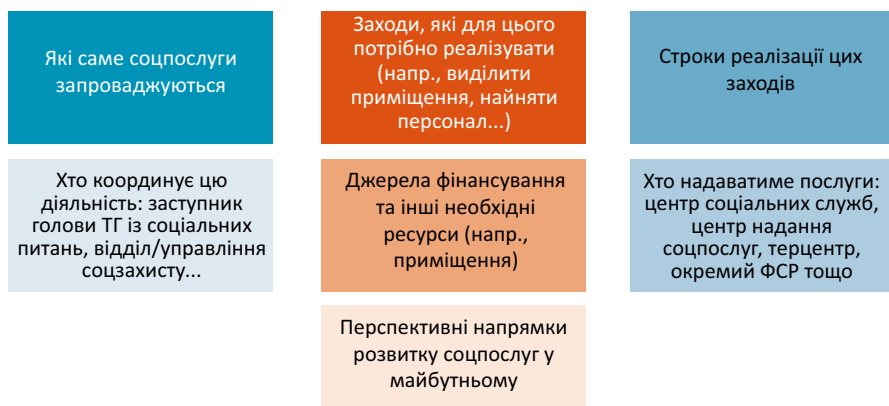 Які саме соцпослуги
запроваджуються
Заходи, які для цього
потрібно реалізувати
(напр., виділити
приміщення, найняти
персонал...)
Строки реалізації цих
заходів
Хто координує цю
діяльність: заступник
голови ТГ із соціальних
питань, відділ/управління
соцзахисту...
Джерела фінансування
та інші необхідні
ресурси (напр.,
приміщення)
Хто надаватиме послуги:
центр соціальних служб,
центр надання
соцпослуг, терцентр,
окремий ФСР тощо
Перспективні напрямки
розвитку соцпослуг у
майбутньому